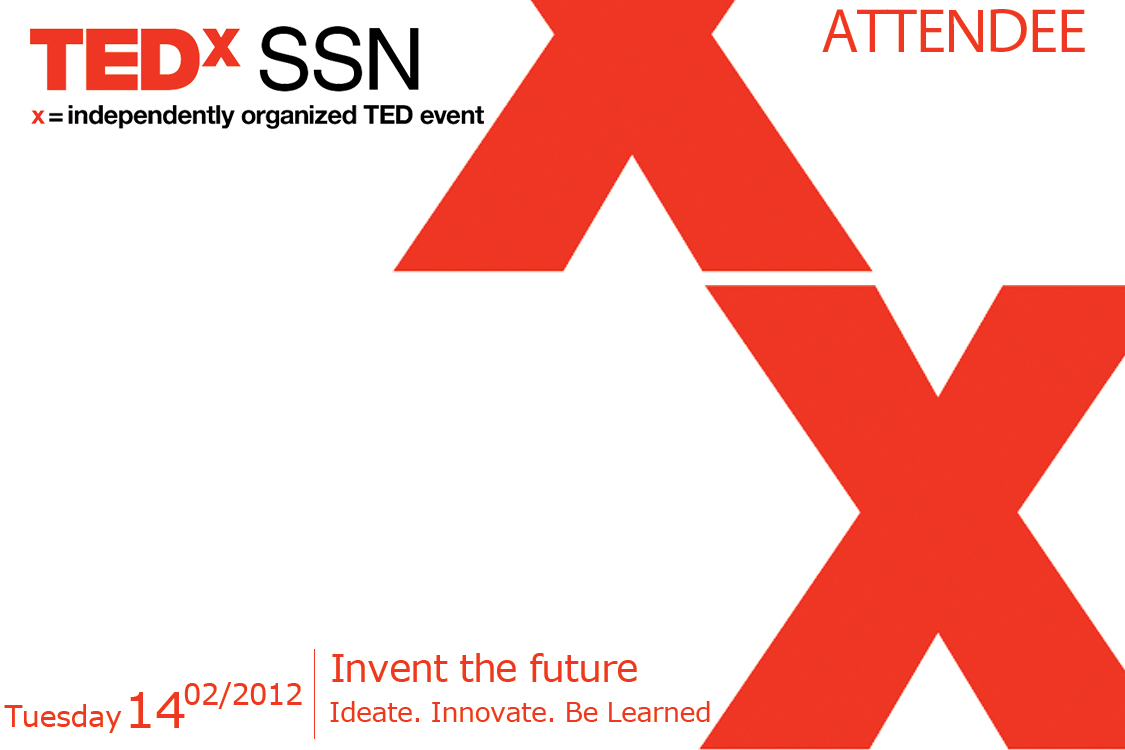 TEDx SSN
x = independently organized TED event
ATTENDEE
Tuesday 14 02/2012
Invent the future
Ideate. Innovate. Be Learned